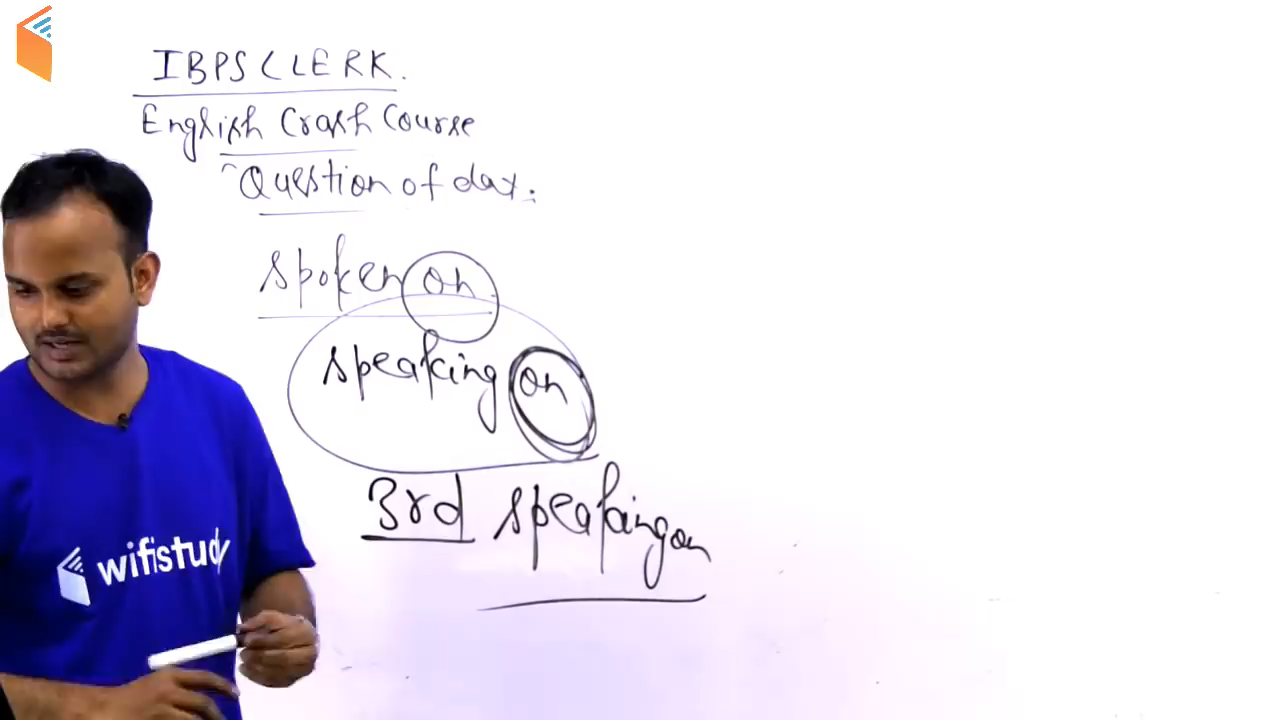 IBPS CLERK.
English Crash Course
Question of day:
spoken on
speaking on
3rd speaking on
wifistudy